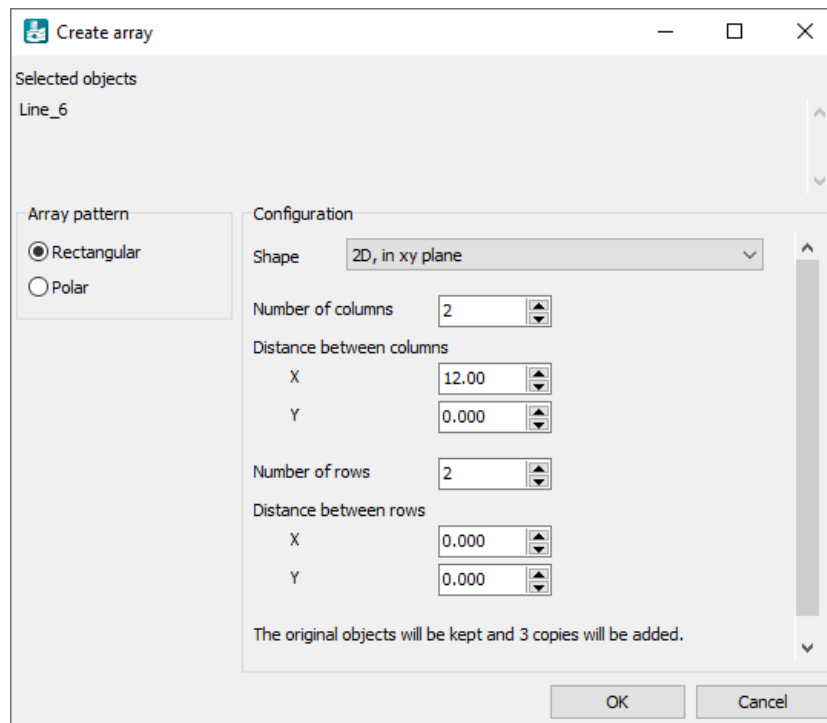 Create array
Selected objects
Line_6
Array pattern
Rectangular
Polar
Configuration
Shape 2D, in xy plane
Number of columns 2
Distance between columns
X 12.00
Y 0.000
Number of rows 2
Distance between rows
X 0.000
Y 0.000
The original objects will be kept and 3 copies will be added.
OK Cancel